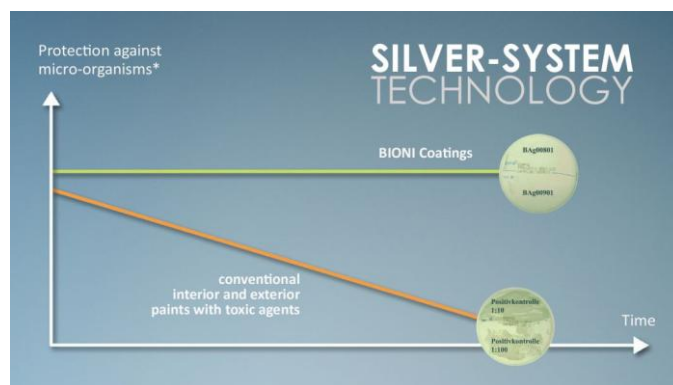 Protection against
micro-organisms*
SILVER-SYSTEM
TECHNOLOGY
BIONI Coatings
BAg00801
BAg00901
conventional
interior and exterior
paints with toxic agents
Positivkontrolle
1:10
Positivkontrolle
1:100
Time